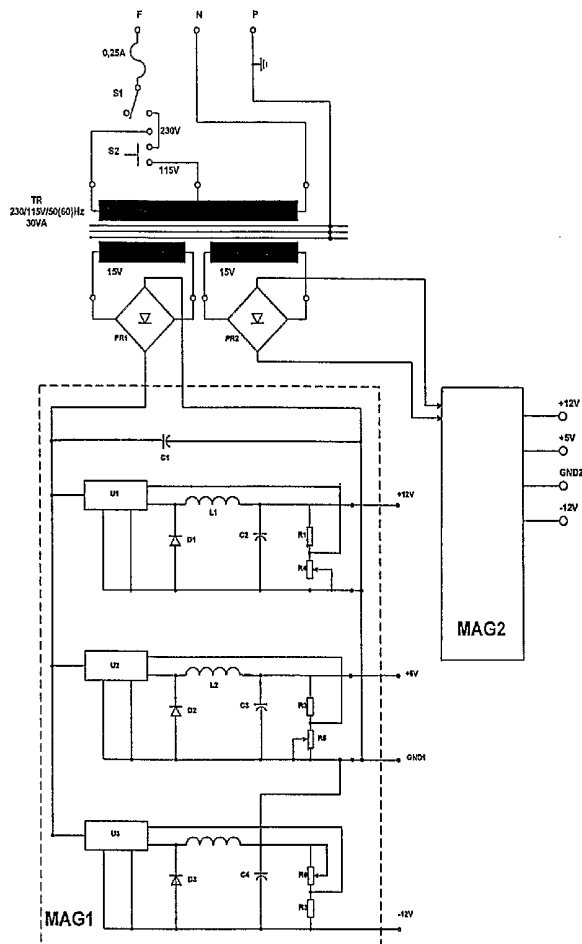 F N P
0,25A
S1
230V
S2
115V
TR
230/115V/50(60)Hz
30VA
15V 15V
PR1 PR2
+12V
+5V
GND2
-12V
C1
U1
L1
+12V
D1 C2 R1
R4
MAG2
U2
L2
+5V
D2 C3 R3
R5
GND1
U3
D3 C4 R6
R3
MAG1
-12V